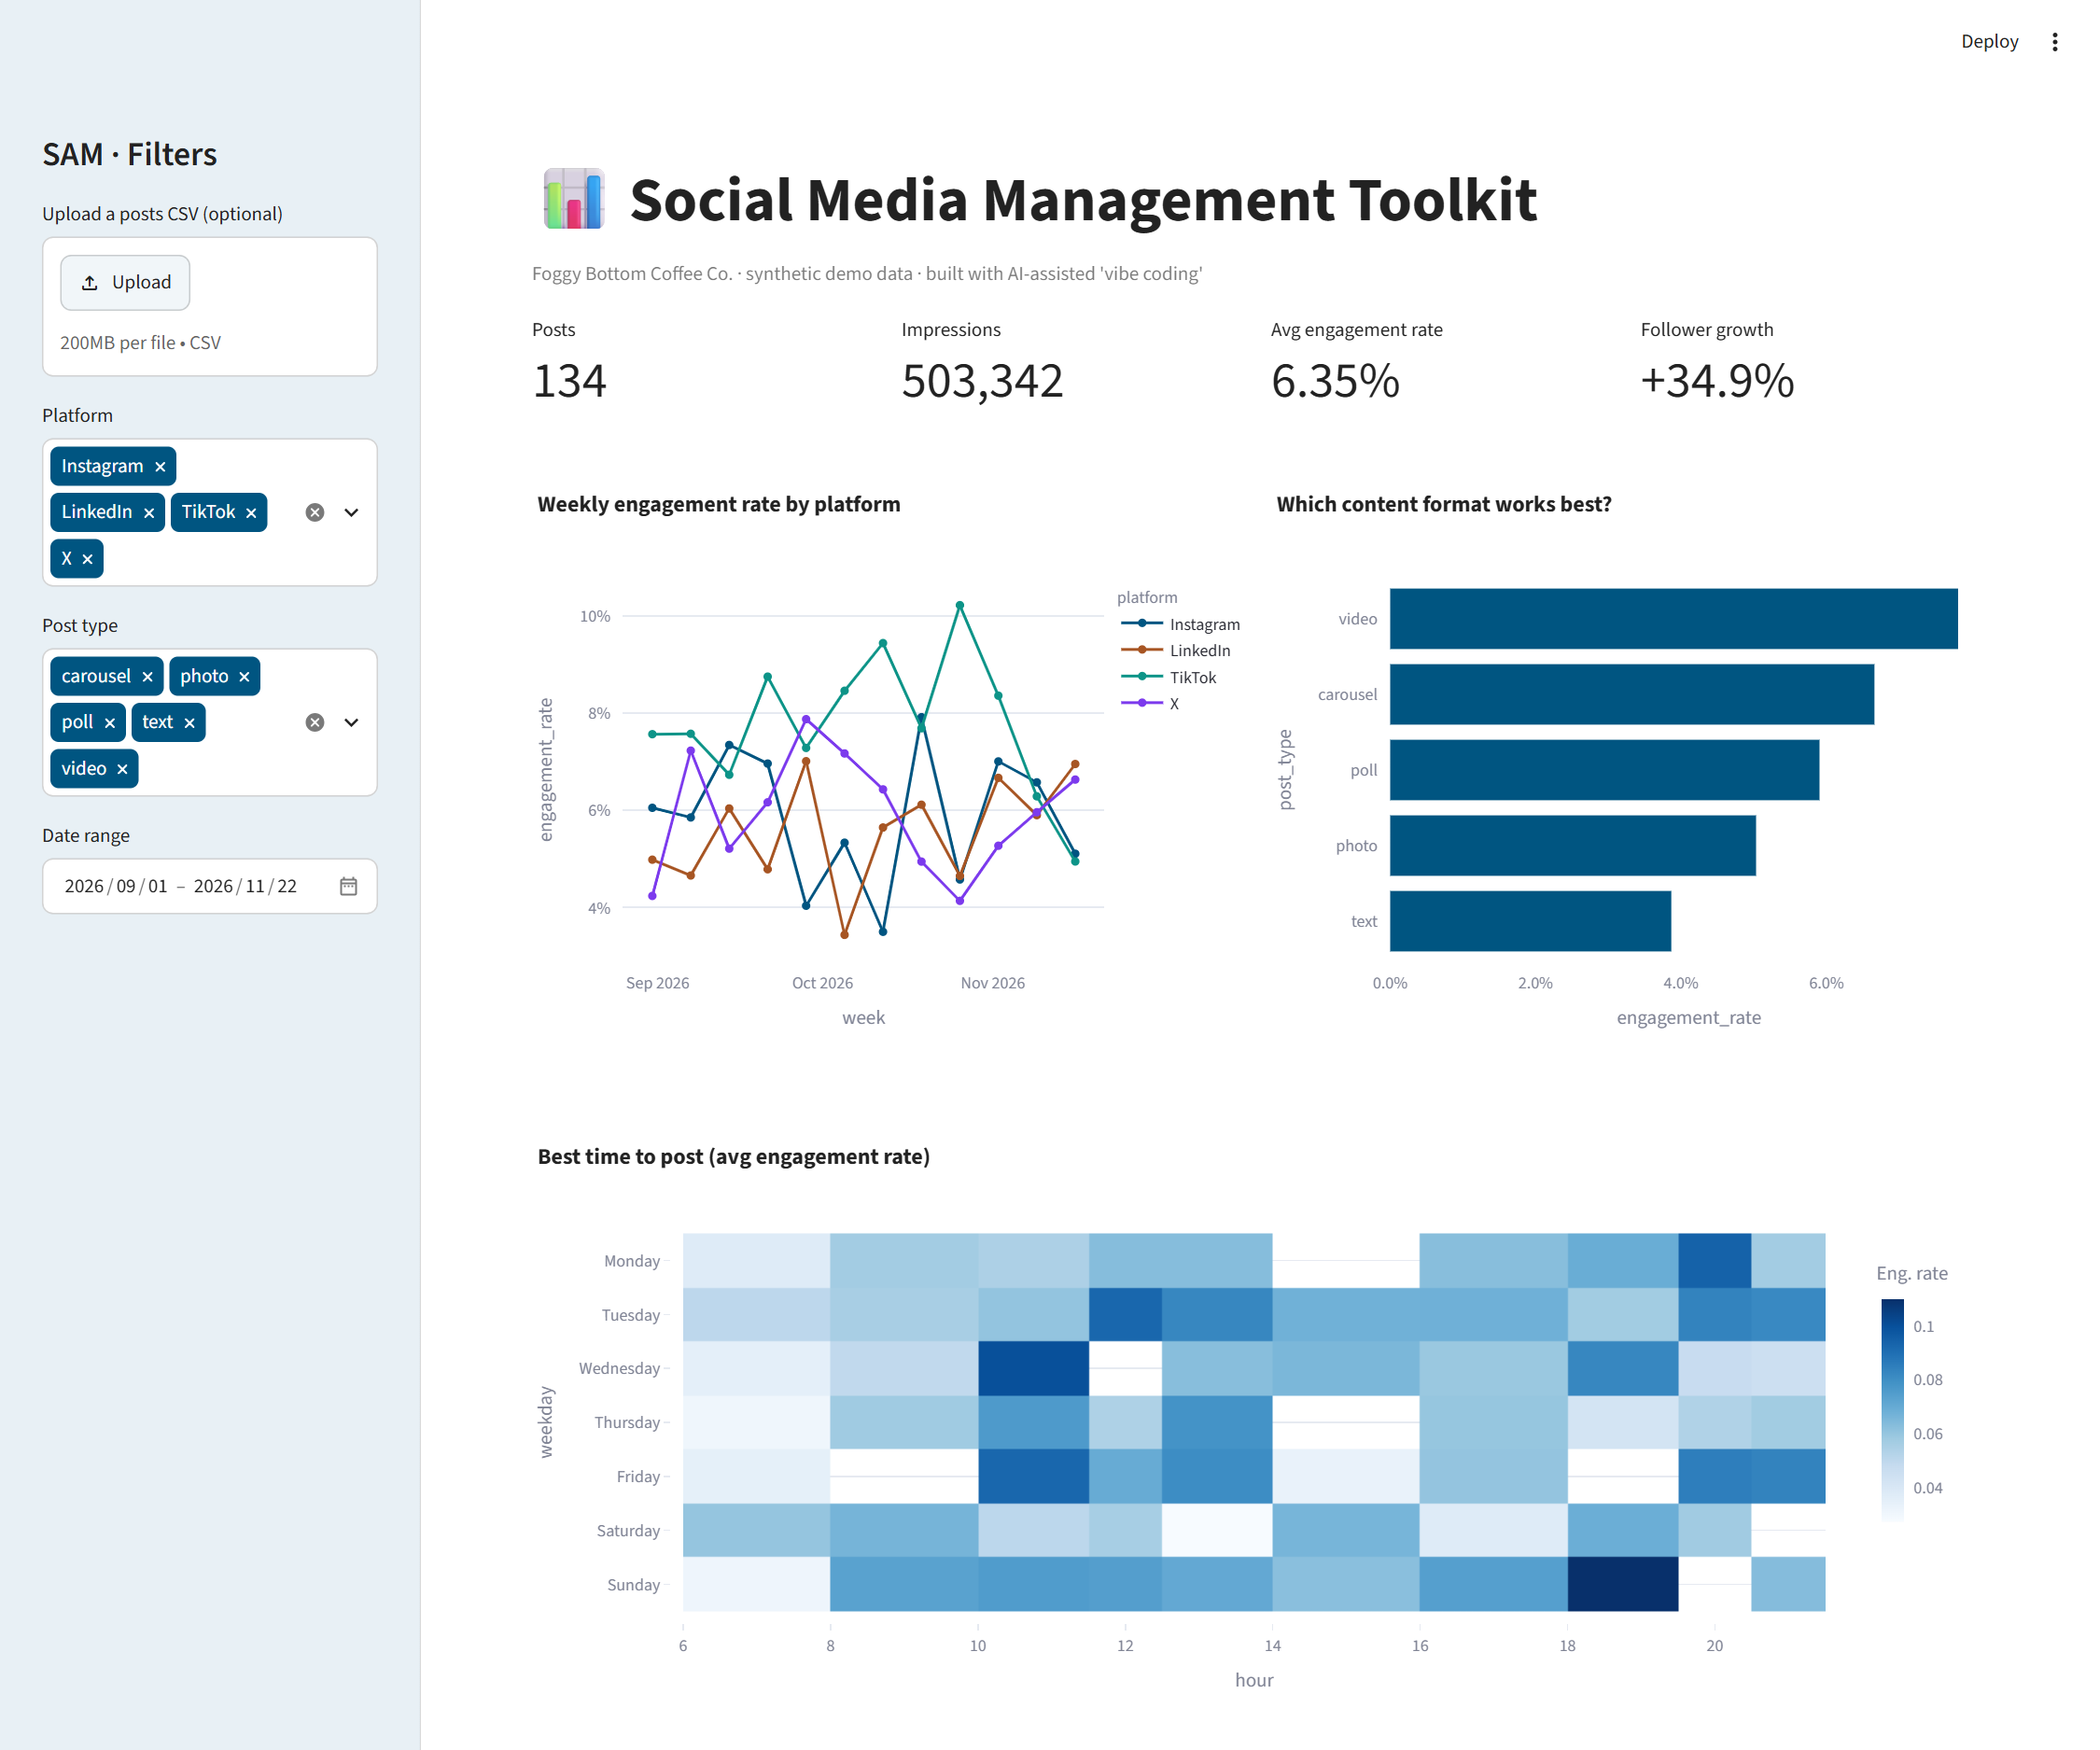 Deploy
SAM · Filters
Upload a posts CSV (optional)
Upload
200MB per file • CSV
Platform
Instagram
LinkedIn TikTok
X
Post type
carousel photo
poll text
video
Date range
2026/09/01 – 2026/11/22
Social Media Management Toolkit
Foggy Bottom Coffee Co. · synthetic demo data · built with AI-assisted 'vibe coding'
Posts
134
Impressions
503,342
Avg engagement rate
6.35%
Follower growth
+34.9%
Weekly engagement rate by platform
engagement_rate
10%
8%
6%
4%
Sep 2026 Oct 2026 Nov 2026
week
platform
Instagram
LinkedIn
TikTok
X
Which content format works best?
post_type
video
carousel
poll
photo
text
0.0% 2.0% 4.0% 6.0%
engagement_rate
Best time to post (avg engagement rate)
weekday
Monday
Tuesday
Wednesday
Thursday
Friday
Saturday
Sunday
6 8 10 12 14 16 18 20
hour
Eng. rate
0.1
0.08
0.06
0.04